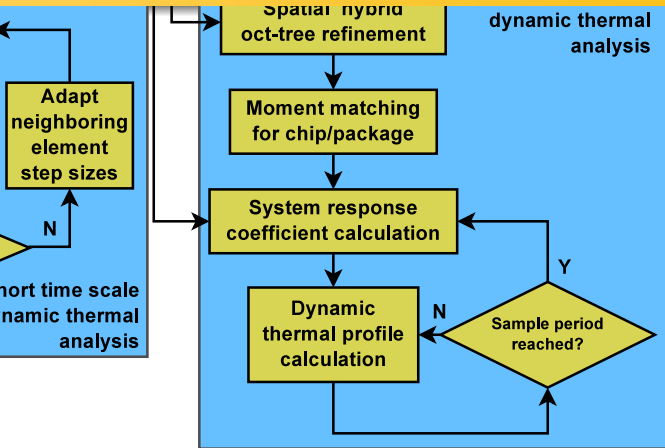 Spatial hybrid
oct-tree refinement
dynamic thermal
analysis
Adapt
neighboring
element
step sizes
Moment matching
for chip/package
System response
coefficient calculation
N
hort time scale
namic thermal
analysis
Dynamic
thermal profile
calculation
N
Y
Sample period
reached?